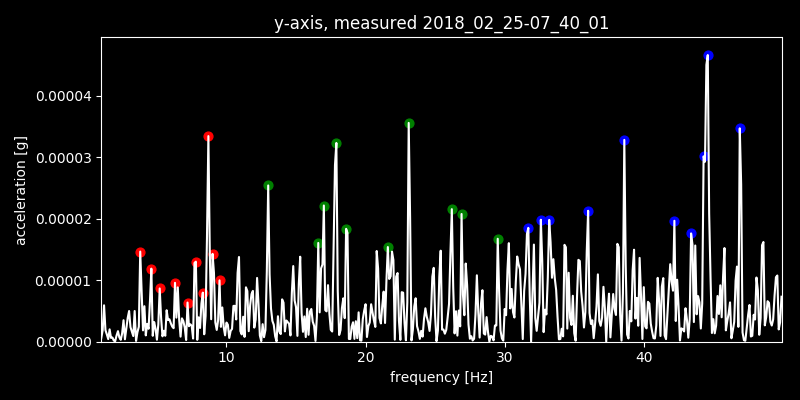 y-axis, measured 2018_02_25-07_40_01
acceleration [g]
0.00004
0.00003
0.00002
0.00001
0.00000
10 20 30 40
frequency [Hz]